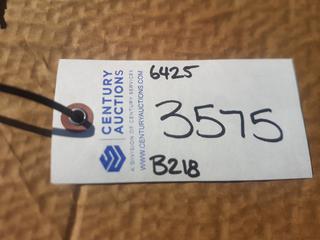 CENTURY
AUCTIONS
A DIVISION OF CENTURY SERVICES
WWW.CENTURYAUCTIONS.COM
6425
3575
B218